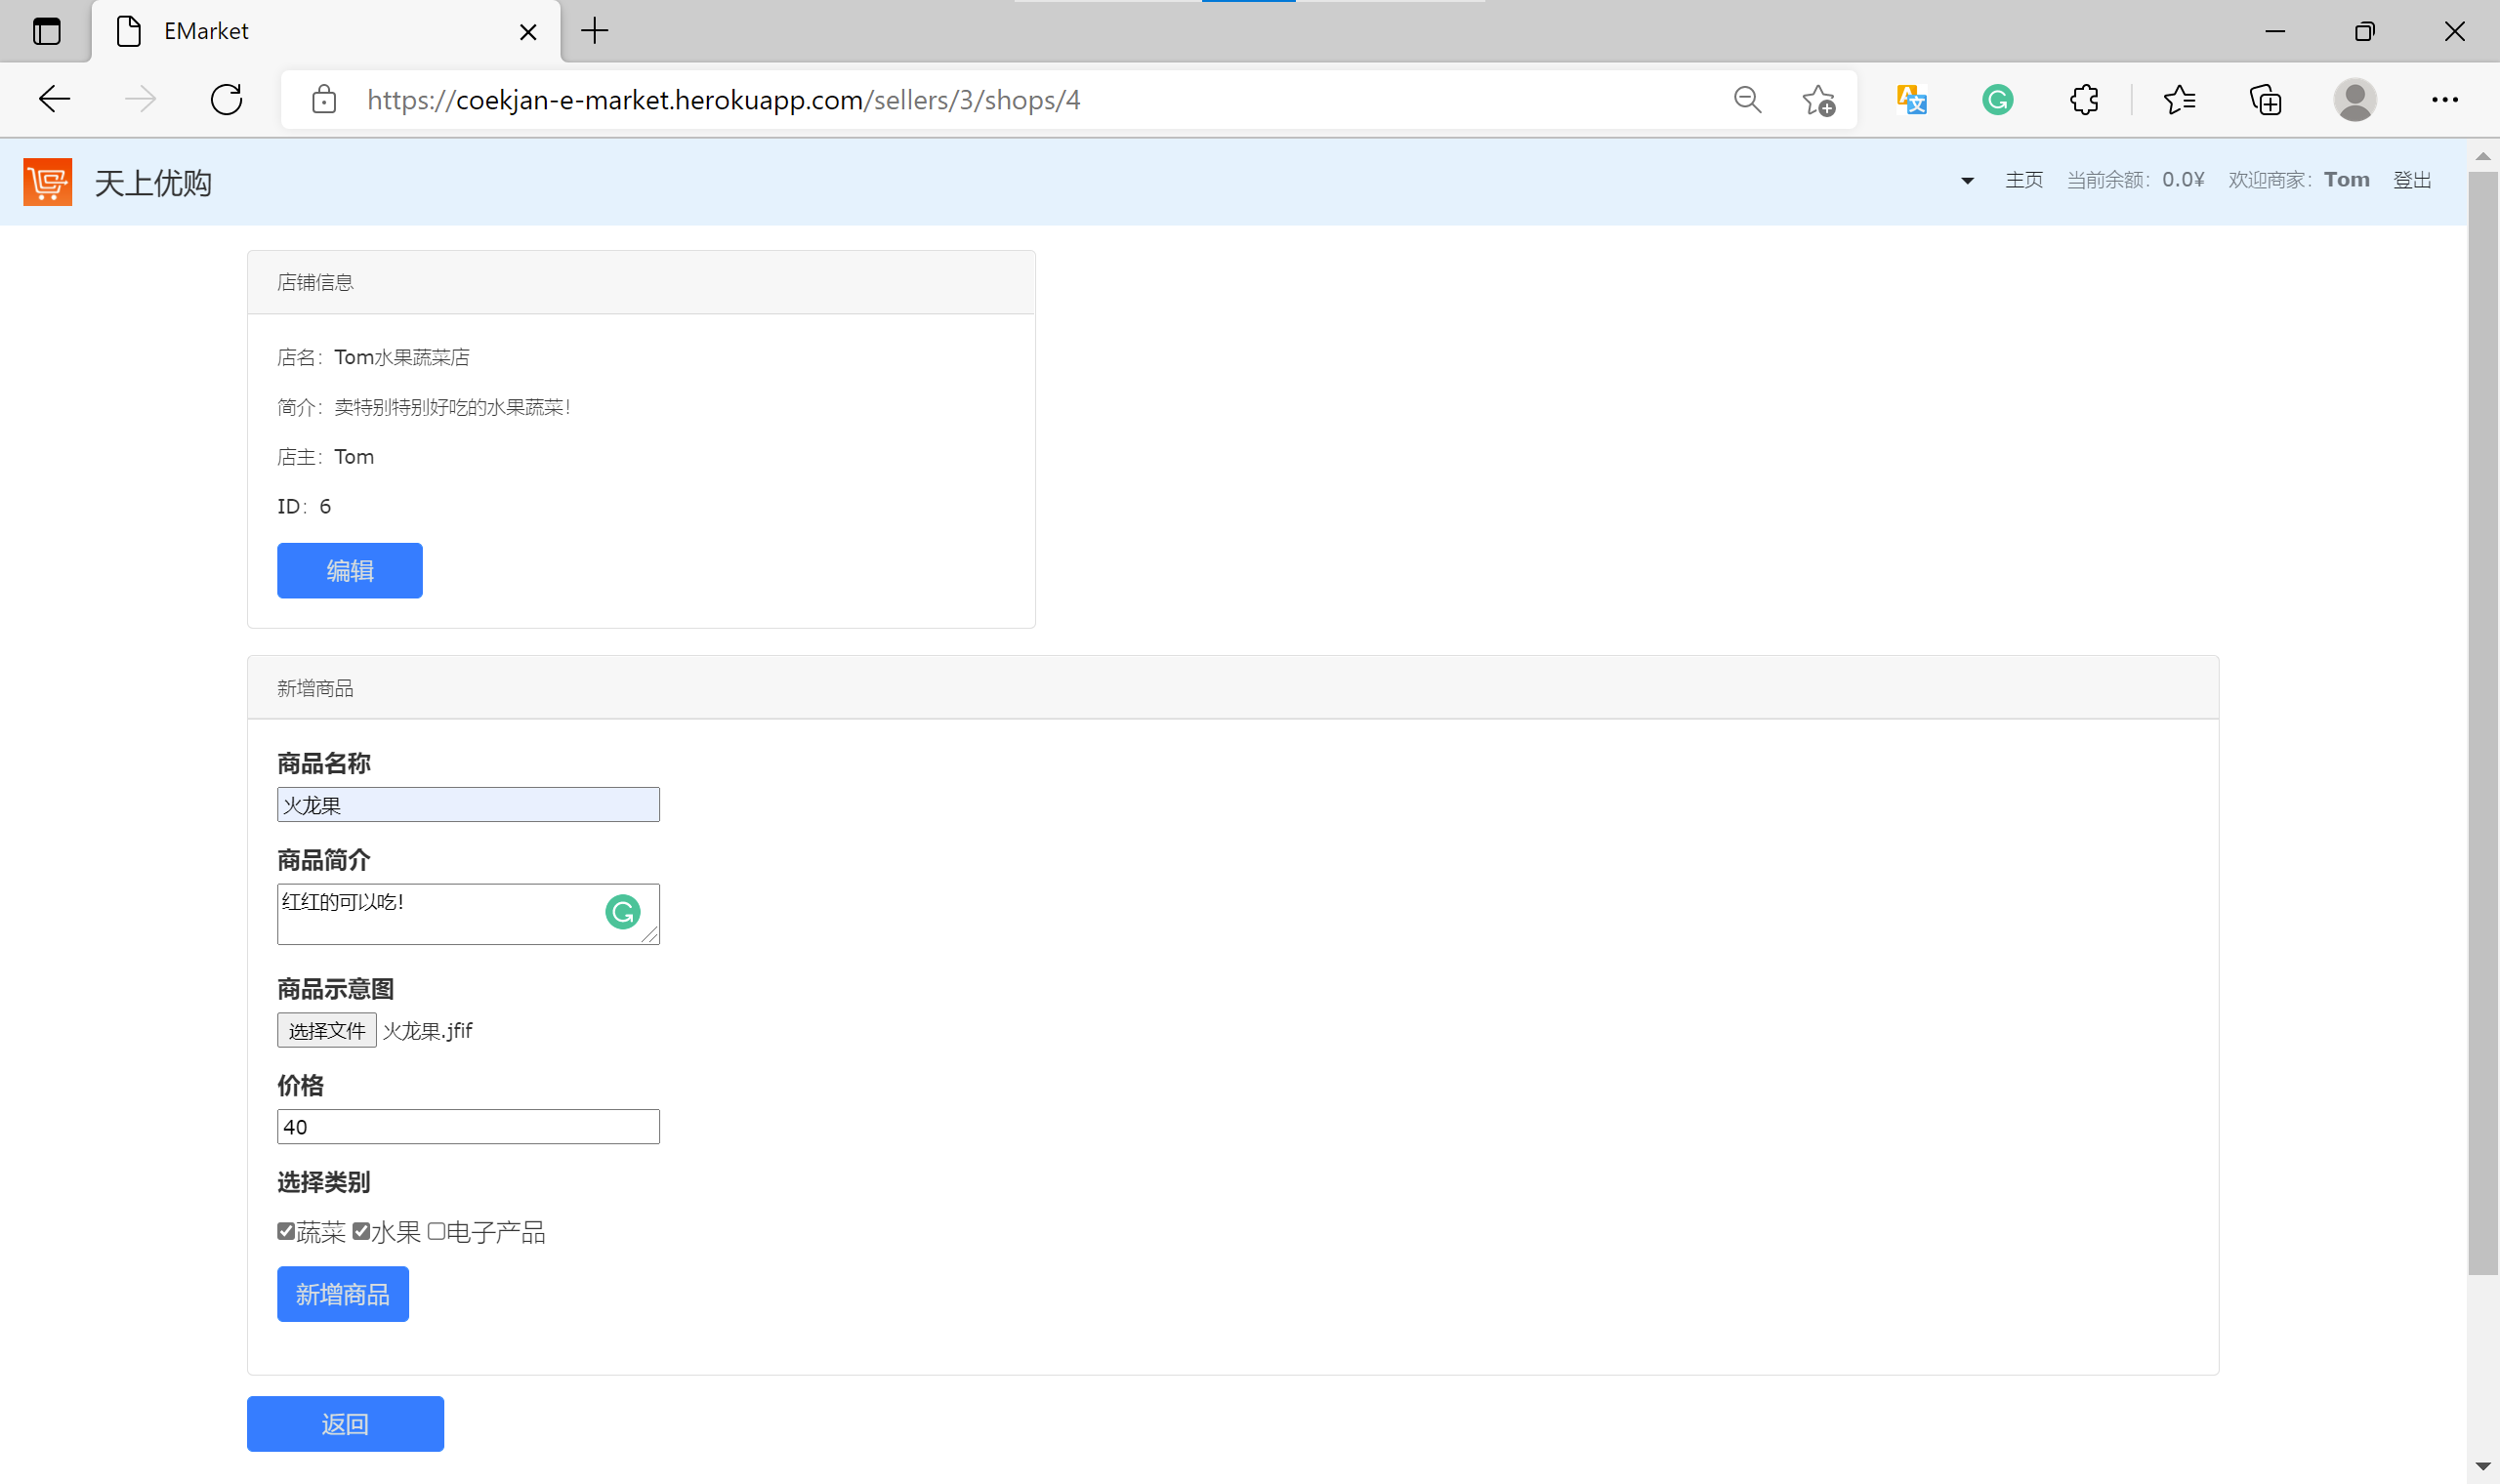 EMarket
https://coekjan-e-market.herokuapp.com/sellers/3/shops/4
天上优购
主页 当前余额：0.0¥ 欢迎商家：Tom 登出
店铺信息
店名：Tom水果蔬菜店
简介：卖特别特别好吃的水果蔬菜！
店主：Tom
ID：6
编辑
新增商品
商品名称
火龙果
商品简介
红红的可以吃！
商品示意图
选择文件 火龙果.jfif
价格
40
选择类别
蔬菜 水果 电子产品
新增商品
返回